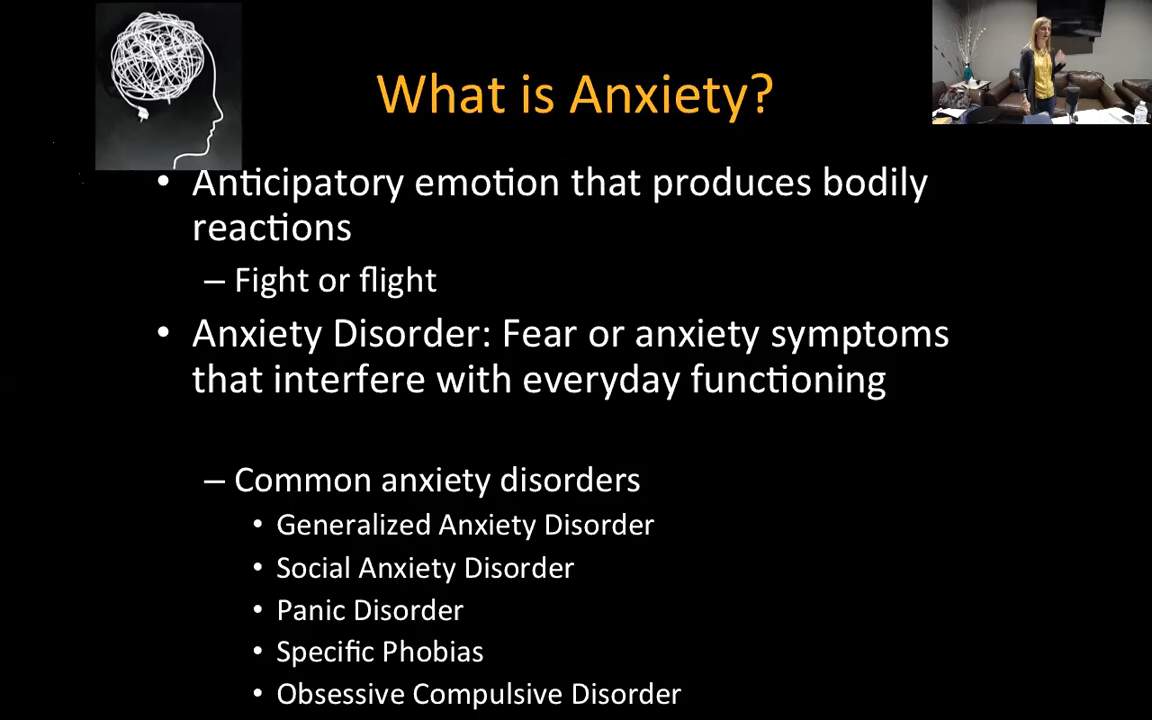 What is Anxiety?
• Anticipatory emotion that produces bodily
reactions
– Fight or flight
• Anxiety Disorder: Fear or anxiety symptoms
that interfere with everyday functioning
– Common anxiety disorders
• Generalized Anxiety Disorder
• Social Anxiety Disorder
• Panic Disorder
• Specific Phobias
• Obsessive Compulsive Disorder